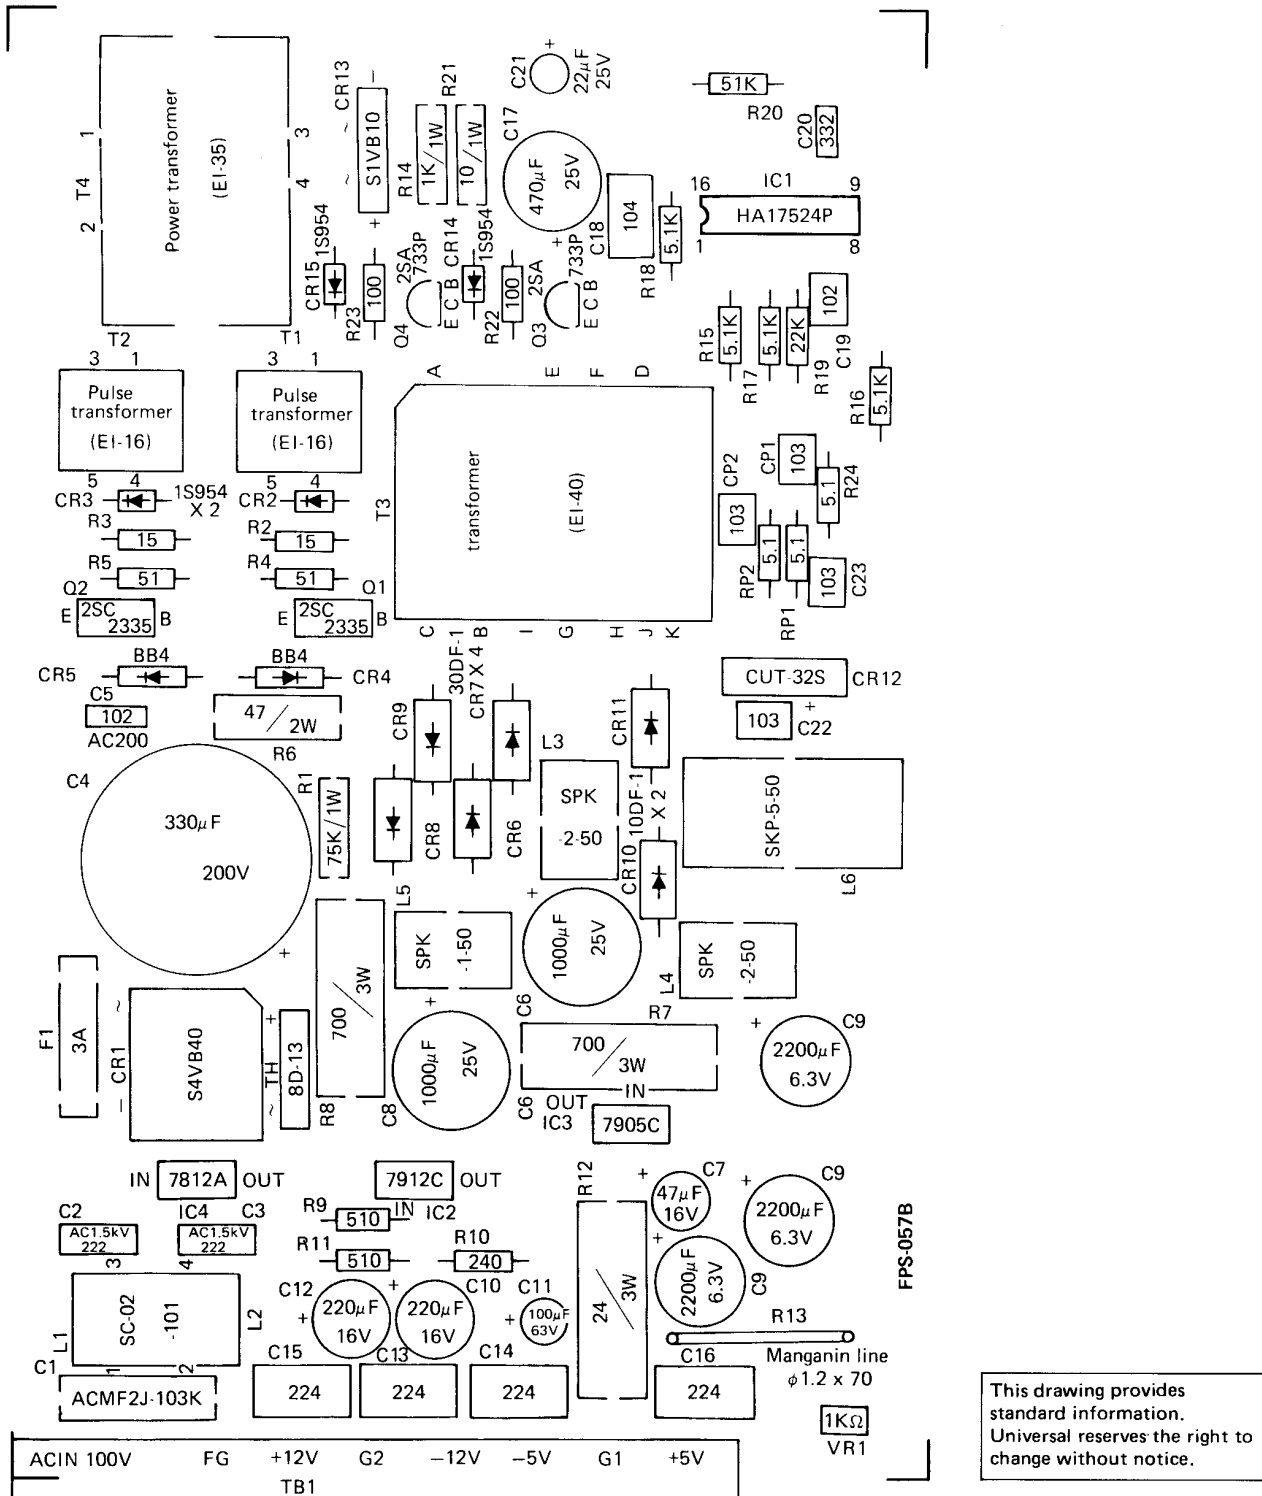 CR13
~
–
~
+
S1VB10
R14
1K/1W
R21
10/1W
C21
+
22µF
25V
C17
470µF
25V
+
51K
R20
C20
332
Power transformer
(EI-35)
1
T4
2
3
4
C18
104
R18
5.1K
16
IC1
9
HA17524P
1
8
1S954
CR15
R23
100
2SA
733P
Q4
E C B
CR14
1S954
R22
100
2SA
733P
Q3
E C B
R15
5.1K
R17
5.1K
22K
R19
102
C19
R16
5.1K
T2
3 1
Pulse
transformer
(EI-16)
5 4
T1
3 1
Pulse
transformer
(EI-16)
5 4
A
E
F
D
T3
transformer
(EI-40)
C
B
I
G
H
J
K
CP2
103
CP1
103
5.1
R24
RP2
5.1
5.1
RP1
103
C23
CR3
1S954
X 2
CR2
R3
15
R2
15
R5
51
R4
51
Q2
E
2SC
2335
B
Q1
E
2SC
2335
B
CR5
BB4
BB4
CR4
C5
102
AC200
47/2W
R6
30DF-1
CR7 X 4
CR9
CR8
CR6
CR11
10DF-1
X 2
CR10
CUT-32S
CR12
+
103
C22
C4
330µF
200V
+
R1
75K/1W
L3
SPK
-2-50
SKP-5-50
L6
L5
SPK
-1-50
+
1000µF
25V
C6
L4
SPK
-2-50
F1
3A
~
– CR1
S4VB40
+
~
TH
8D-13
700/3W
R8
+
1000µF
25V
C8
R7
700/3W
C6
IN
OUT
IC3
7905C
+
C9
2200µF
6.3V
IN
7812A
OUT
IC4
7912C
OUT
IN
IC2
R12
24/3W
+
C7
47µF
16V
+
C9
2200µF
6.3V
+
2200µF
6.3V
C9
FPS-057B
C2
AC1.5kV
222
C3
AC1.5kV
222
R9
510
R11
510
R10
240
3
4
L1
SC-02
-101
L2
1
2
C12
+
220µF
16V
+
C10
220µF
16V
C11
+
100µF
63V
R13
Manganin line
φ1.2 x 70
C1
ACMF2J-103K
C15
224
C13
224
C14
224
C16
224
1KΩ
VR1
ACIN 100V FG +12V G2 –12V –5V G1 +5V
TB1
This drawing provides
standard information.
Universal reserves the right to
change without notice.